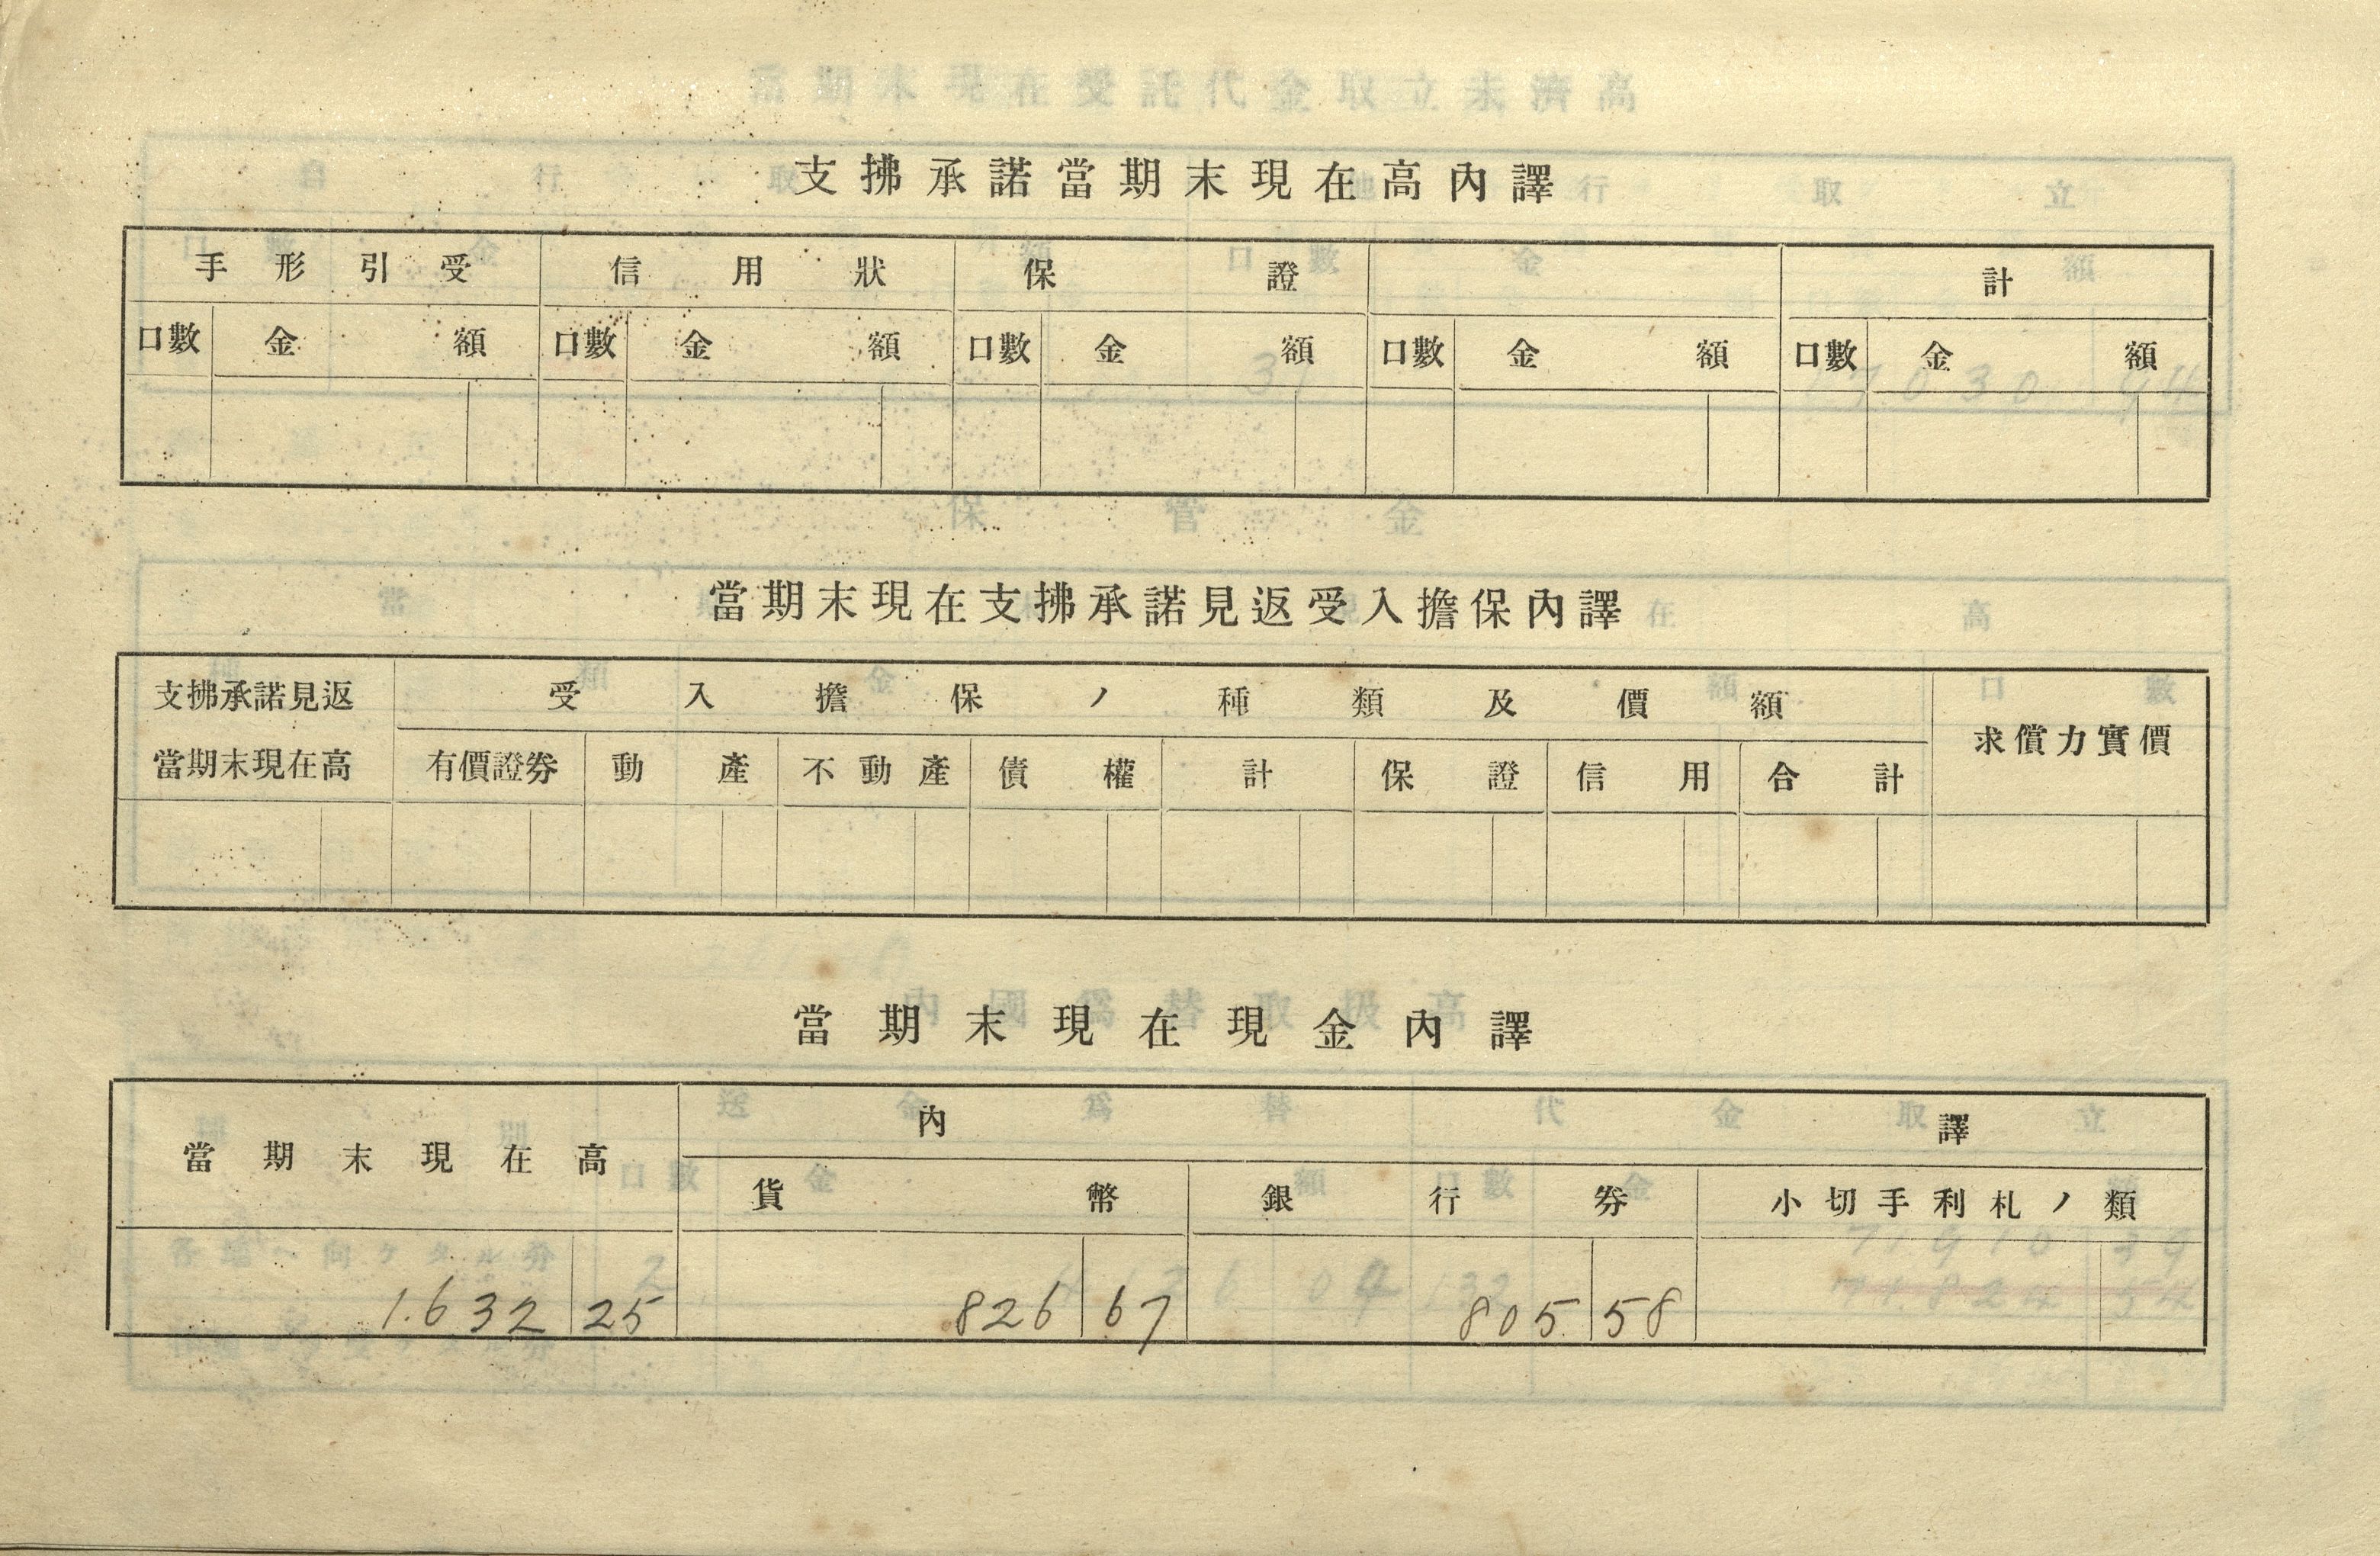 支拂承諾當期末現在高內譯
手形引受 信用狀 保證 計
口數 金額 口數 金額 口數 金額 口數 金額 口數 金額
當期末現在支拂承諾見返受入擔保內譯
支拂承諾見返 受入擔保ノ種類及價額
當期末現在高 有價證券 動產 不動產 債權 計 保證 信用 合計 求償力實價
當期末現在現金內譯
當期末現在高 內譯
貨幣 銀行券 小切手利札ノ類
1.632 25 826 67 805 58